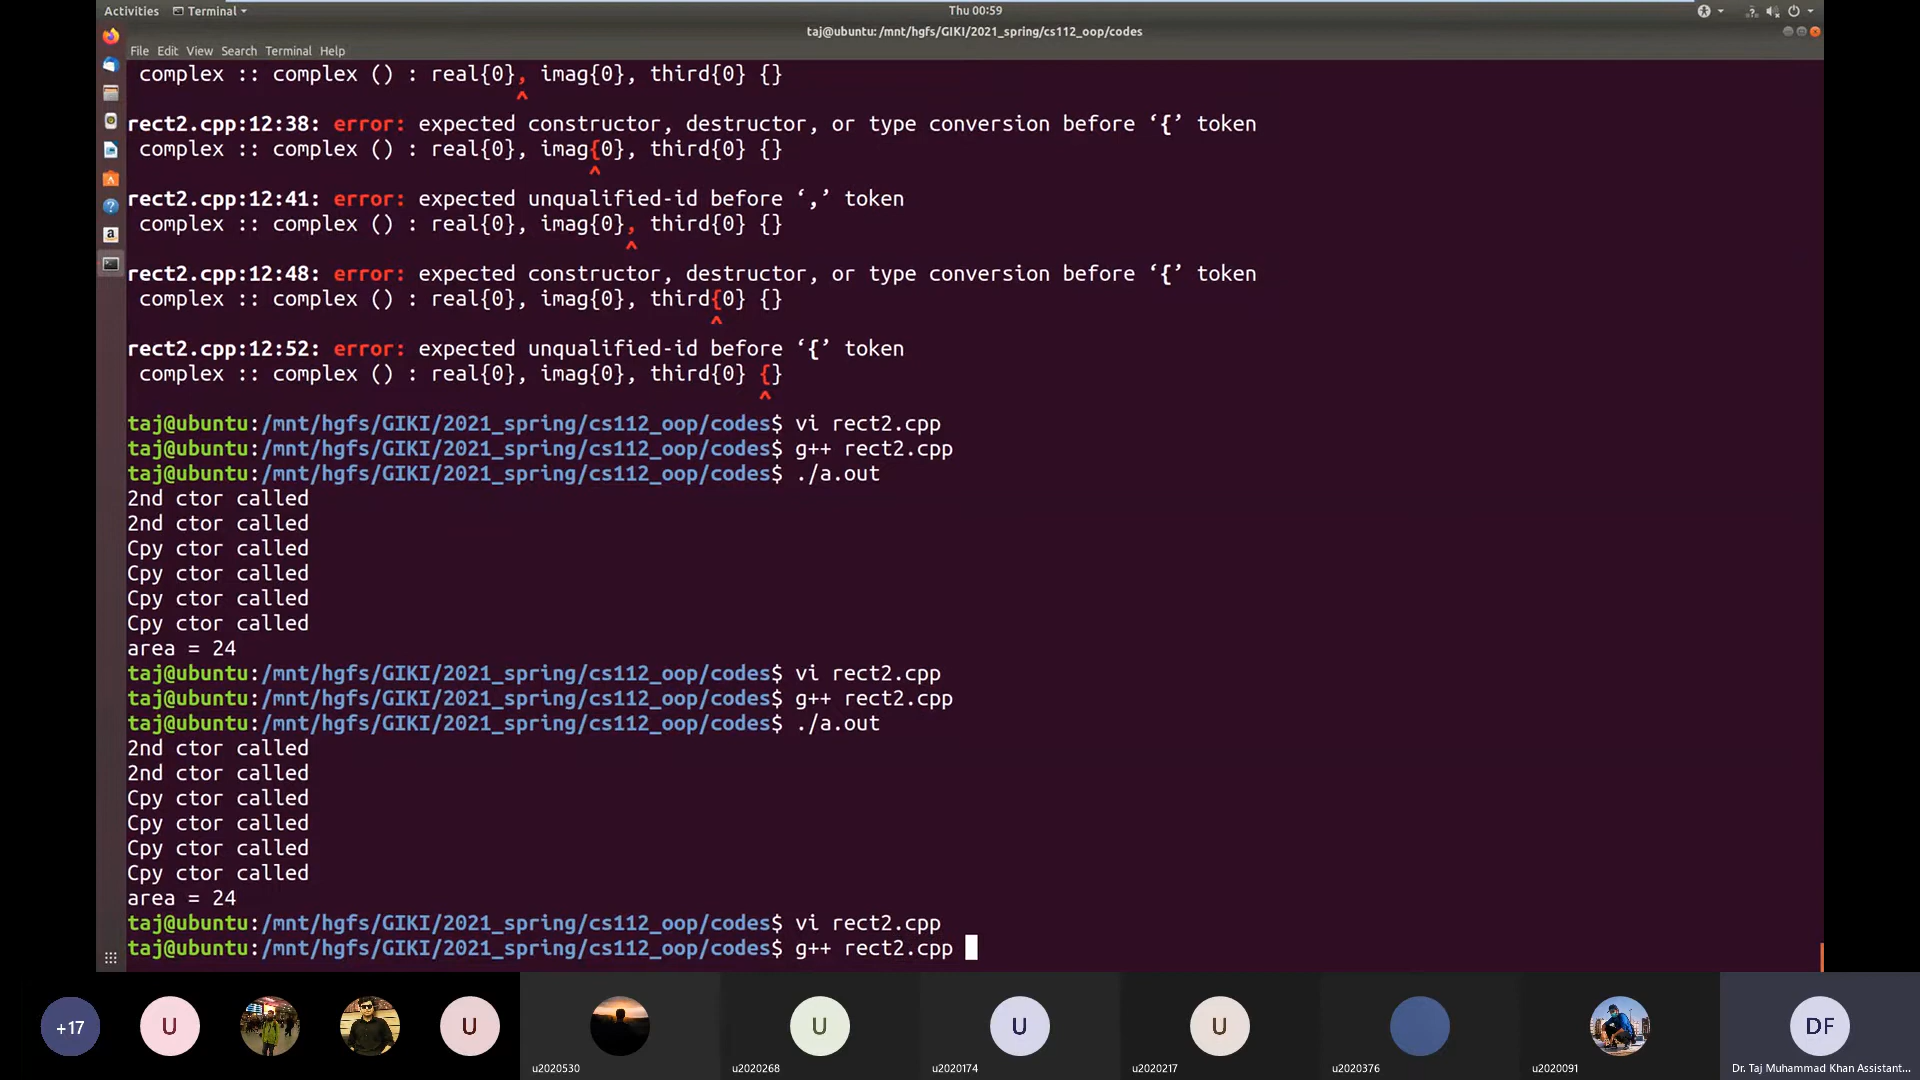 Activities Terminal Thu 00:59
taj@ubuntu: /mnt/hgfs/GIKI/2021_spring/cs112_oop/codes
File Edit View Search Terminal Help
complex :: complex () : real{0}, imag{0}, third{0} {}
^
rect2.cpp:12:38: error: expected constructor, destructor, or type conversion before ‘{’ token
complex :: complex () : real{0}, imag{0}, third{0} {}
^
rect2.cpp:12:41: error: expected unqualified-id before ‘,’ token
complex :: complex () : real{0}, imag{0}, third{0} {}
^
rect2.cpp:12:48: error: expected constructor, destructor, or type conversion before ‘{’ token
complex :: complex () : real{0}, imag{0}, third{0} {}
^
rect2.cpp:12:52: error: expected unqualified-id before ‘{’ token
complex :: complex () : real{0}, imag{0}, third{0} {}
^
taj@ubuntu:/mnt/hgfs/GIKI/2021_spring/cs112_oop/codes$ vi rect2.cpp
taj@ubuntu:/mnt/hgfs/GIKI/2021_spring/cs112_oop/codes$ g++ rect2.cpp
taj@ubuntu:/mnt/hgfs/GIKI/2021_spring/cs112_oop/codes$ ./a.out
2nd ctor called
2nd ctor called
Cpy ctor called
Cpy ctor called
Cpy ctor called
Cpy ctor called
area = 24
taj@ubuntu:/mnt/hgfs/GIKI/2021_spring/cs112_oop/codes$ vi rect2.cpp
taj@ubuntu:/mnt/hgfs/GIKI/2021_spring/cs112_oop/codes$ g++ rect2.cpp
taj@ubuntu:/mnt/hgfs/GIKI/2021_spring/cs112_oop/codes$ ./a.out
2nd ctor called
2nd ctor called
Cpy ctor called
Cpy ctor called
Cpy ctor called
Cpy ctor called
area = 24
taj@ubuntu:/mnt/hgfs/GIKI/2021_spring/cs112_oop/codes$ vi rect2.cpp
taj@ubuntu:/mnt/hgfs/GIKI/2021_spring/cs112_oop/codes$ g++ rect2.cpp
+17 U U U U U DF
u2020530 u2020268 u2020174 u2020217 u2020376 u2020091 Dr. Taj Muhammad Khan Assistant...